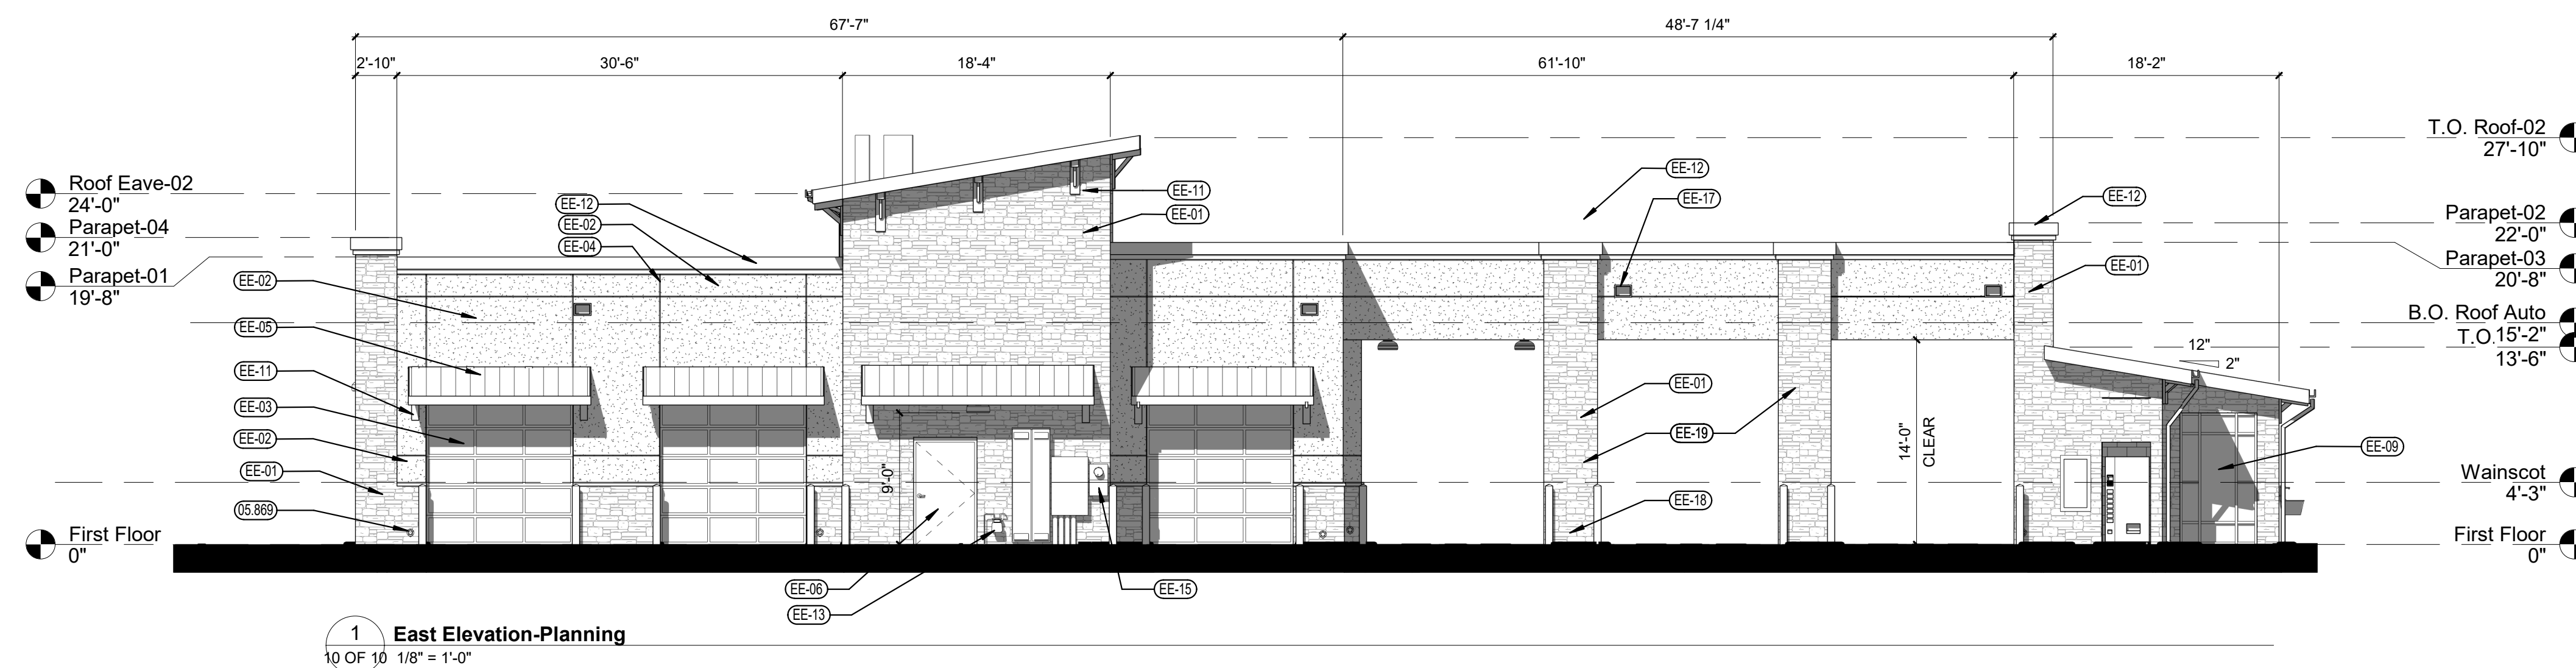 67'-7"
48'-7 1/4"
2'-10"
30'-6"
18'-4"
61'-10"
18'-2"
T.O. Roof-02
27'-10"
Roof Eave-02
24'-0"
Parapet-04
21'-0"
Parapet-01
19'-8"
Parapet-02
22'-0"
Parapet-03
20'-8"
B.O. Roof Auto
15'-2"
T.O.
13'-6"
Wainscot
4'-3"
First Floor
0"
First Floor
0"
EE-12
EE-02
EE-04
EE-11
EE-01
EE-12
EE-17
EE-12
EE-01
EE-02
EE-05
EE-11
EE-03
EE-02
EE-01
05.869
EE-01
EE-19
EE-18
EE-09
12"
2"
9'-0"
14'-0"
CLEAR
EE-06
EE-13
EE-15
1
East Elevation-Planning
10 OF 10
1/8" = 1'-0"